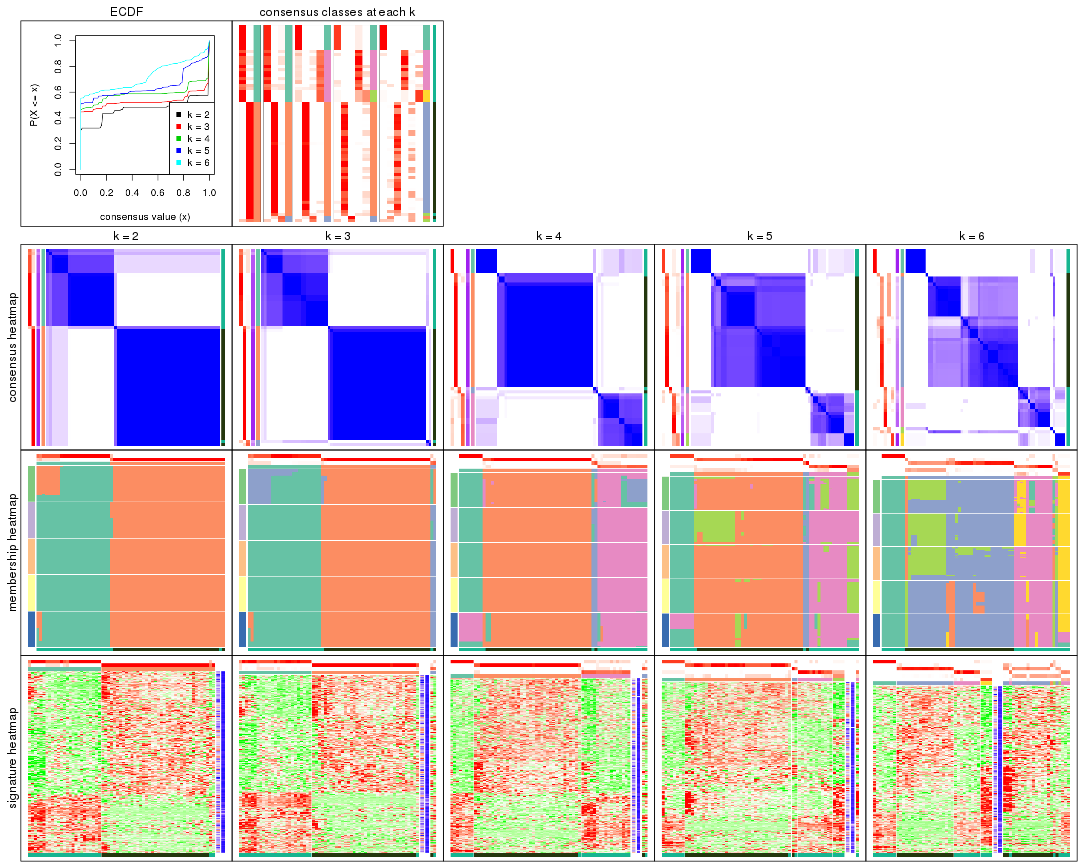 ECDF
consensus classes at each k
P(X <= x)
0.0 0.2 0.4 0.6 0.8 1.0
k = 2
k = 3
k = 4
k = 5
k = 6
0.0 0.2 0.4 0.6 0.8 1.0
consensus value (x)
k = 2
k = 3
k = 4
k = 5
k = 6
consensus heatmap
membership heatmap
signature heatmap